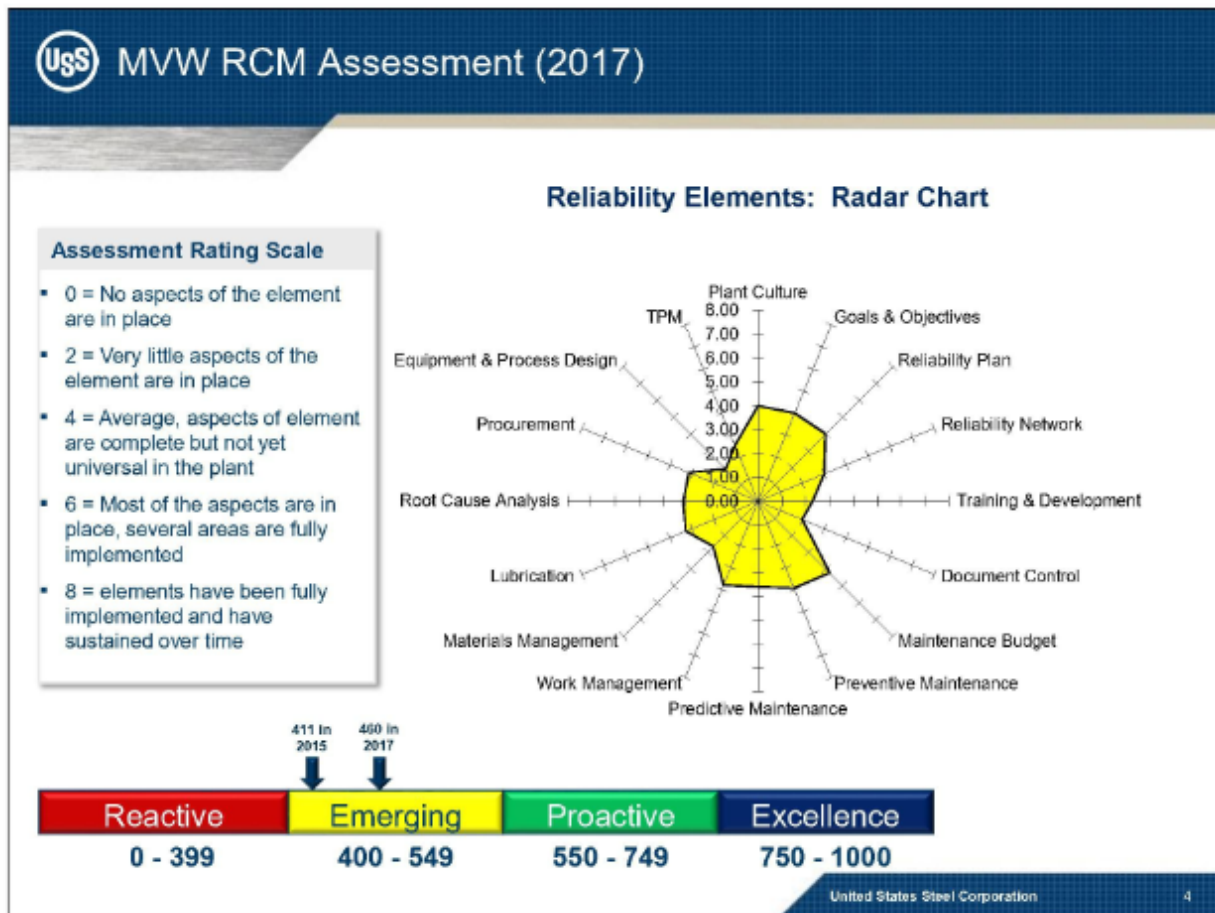 USS MVW RCM Assessment (2017)
Reliability Elements: Radar Chart
Assessment Rating Scale
▪ 0 = No aspects of the element
are in place
▪ 2 = Very little aspects of the
element are in place
▪ 4 = Average, aspects of element
are complete but not yet
universal in the plant
▪ 6 = Most of the aspects are in
place, several areas are fully
implemented
▪ 8 = elements have been fully
implemented and have
sustained over time
Plant Culture
Goals & Objectives
Reliability Plan
Reliability Network
Training & Development
Document Control
Maintenance Budget
Preventive Maintenance
Predictive Maintenance
Work Management
Materials Management
Lubrication
Root Cause Analysis
Procurement
Equipment & Process Design
TPM
8.00
7.00
6.00
5.00
4.00
3.00
2.00
1.00
0.00
411 in
2015
460 in
2017
Reactive
Emerging
Proactive
Excellence
0 - 399
400 - 549
550 - 749
750 - 1000
United States Steel Corporation 4